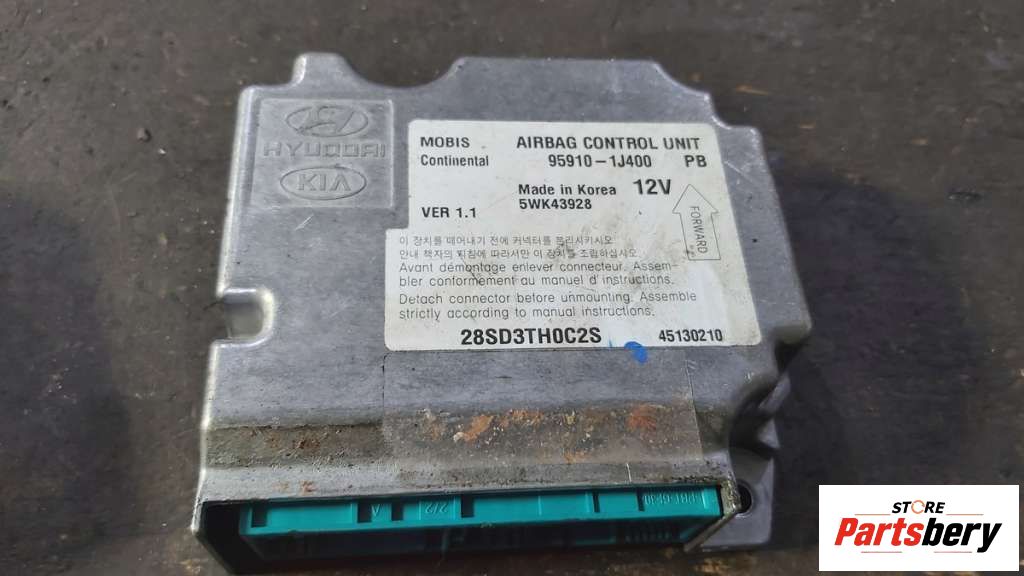 HYUNDAI
KIA
MOBIS AIRBAG CONTROL UNIT
Continental 95910-1J400 PB
Made in Korea 12V
5WK43928
VER 1.1
FORWARD
이 장치를 떼어내기 전에 커넥터를 분리시키시오
안내 책자의 지침에 따라서만 이 장치를 조립하십시오
Avant démontage enlever connecteur. Assem-
bler conformement au manuel d'instructions.
Detach connector before unmounting. Assemble
strictly according to manual instructions.
28SD3TH0C2S 45130210
2/2
STORE
Partsbery